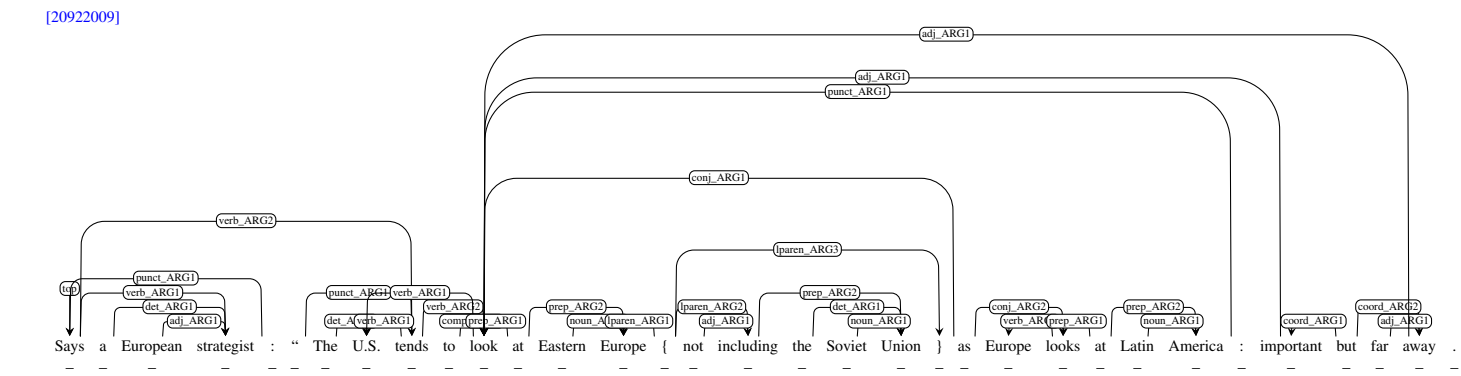 [20922009]
adj_ARG1
adj_ARG1
punct_ARG1
conj_ARG1
verb_ARG2
lparen_ARG3
punct_ARG1
top verb_ARG1 punct_ARG1 verb_ARG1 prep_ARG2
det_ARG1 verb_ARG2 prep_ARG2 lparen_ARG2 det_ARG1 conj_ARG2 prep_ARG2 coord_ARG2
adj_ARG1 verb_ARG1 prep_ARG1 lparen_ARG1 adj_ARG1 noun_ARG1 prep_ARG1 noun_ARG1 coord_ARG1 adj_ARG1
Says a European strategist : “ The U.S. tends to look at Eastern Europe { not including the Soviet Union } as Europe looks at Latin America : important but far away .
_ _ _ _ _ _ _ _ _ _ _ _ _ _ _ _ _ _ _ _ _ _ _ _ _ _ _ _ _ _ _ _ _